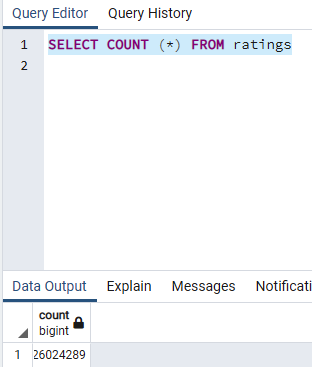 Query Editor Query History
1 SELECT COUNT (*) FROM ratings
2
Data Output Explain Messages Notificati
count
bigint
1 26024289